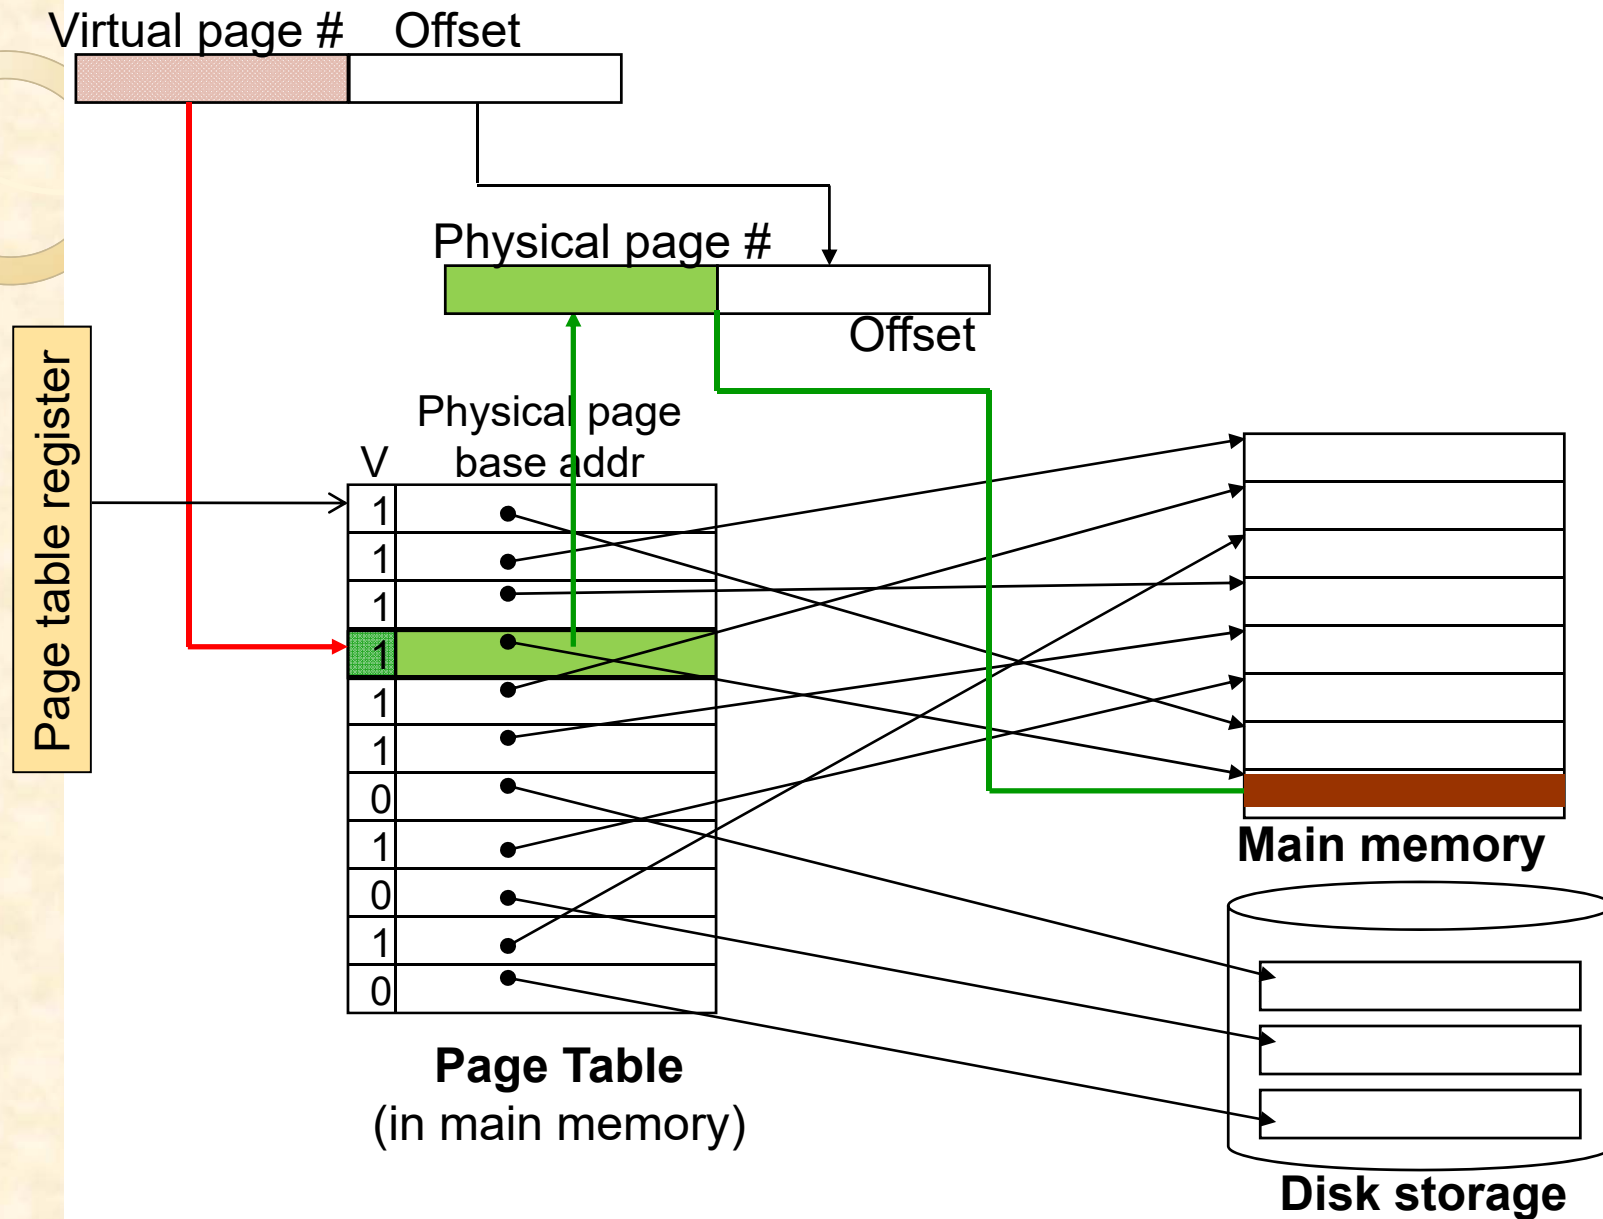 Virtual page # Offset
Physical page #
Offset
Page table register
Physical page
V base addr
1
1
1
1
1
1
0
1
0
1
0
Main memory
Page Table
(in main memory)
Disk storage